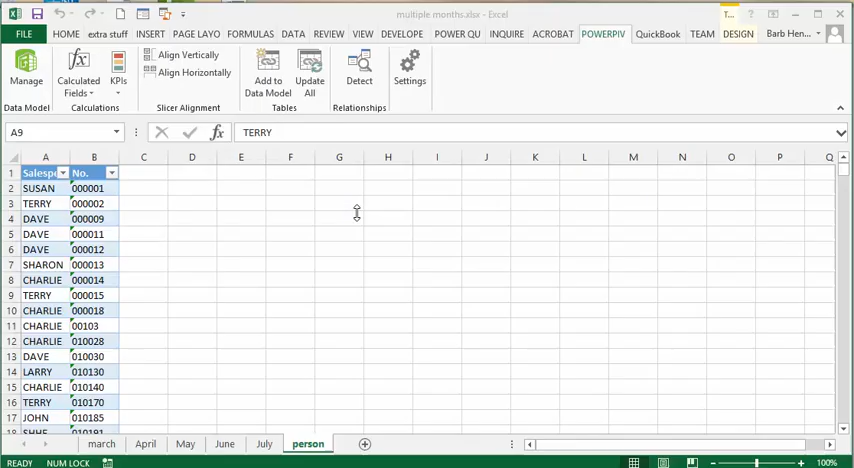 multiple months.xlsx - Excel
T...
FILE HOME extra stuff INSERT PAGE LAYO FORMULAS DATA REVIEW VIEW DEVELOPE POWER QU INQUIRE ACROBAT POWERPIV QuickBook TEAM DESIGN Barb Hen...
Manage
Data Model
Calculated Fields
KPIs
Calculations
Align Vertically
Align Horizontally
Slicer Alignment
Add to Data Model
Update All
Tables
Detect
Relationships
Settings
A9 fx TERRY
A B C D E F G H I J K L M N O P Q
1 Salespe No.
2 SUSAN 000001
3 TERRY 000002
4 DAVE 000009
5 DAVE 000011
6 DAVE 000012
7 SHARON 000013
8 CHARLIE 000014
9 TERRY 000015
10 CHARLIE 000018
11 CHARLIE 00103
12 CHARLIE 010028
13 DAVE 010030
14 LARRY 010130
15 CHARLIE 010140
16 TERRY 010170
17 JOHN 010185
18 010191
march April May June July person
READY NUM LOCK 100%